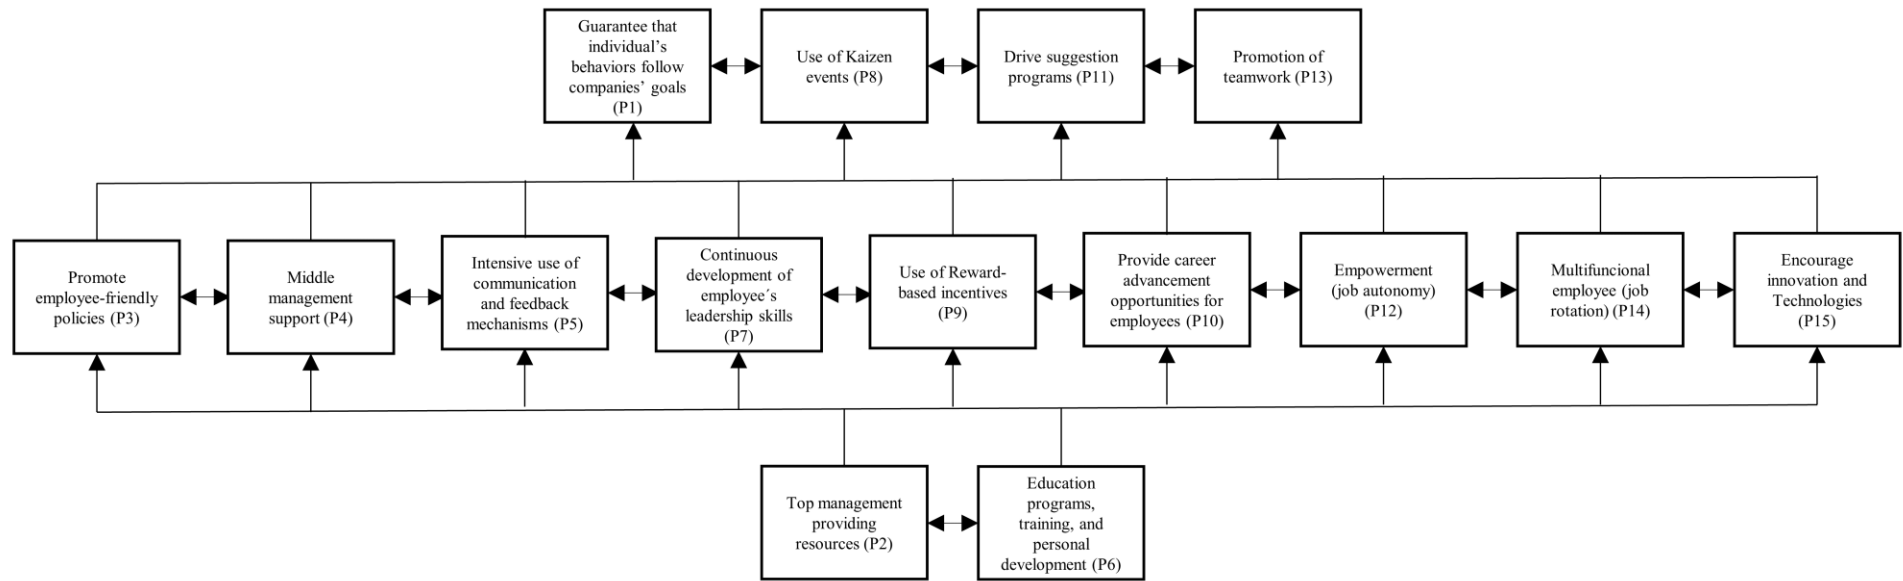 Guarantee that
individual’s
behaviors follow
companies’ goals
(P1)
Use of Kaizen
events (P8)
Drive suggestion
programs (P11)
Promotion of
teamwork (P13)
Promote
employee-friendly
policies (P3)
Middle
management
support (P4)
Intensive use of
communication
and feedback
mechanisms (P5)
Continuous
development of
employee´s
leadership skills
(P7)
Use of Reward-
based incentives
(P9)
Provide career
advancement
opportunities for
employees (P10)
Empowerment
(job autonomy)
(P12)
Multifuncional
employee (job
rotation) (P14)
Encourage
innovation and
Technologies
(P15)
Top management
providing
resources (P2)
Education
programs,
training, and
personal
development (P6)